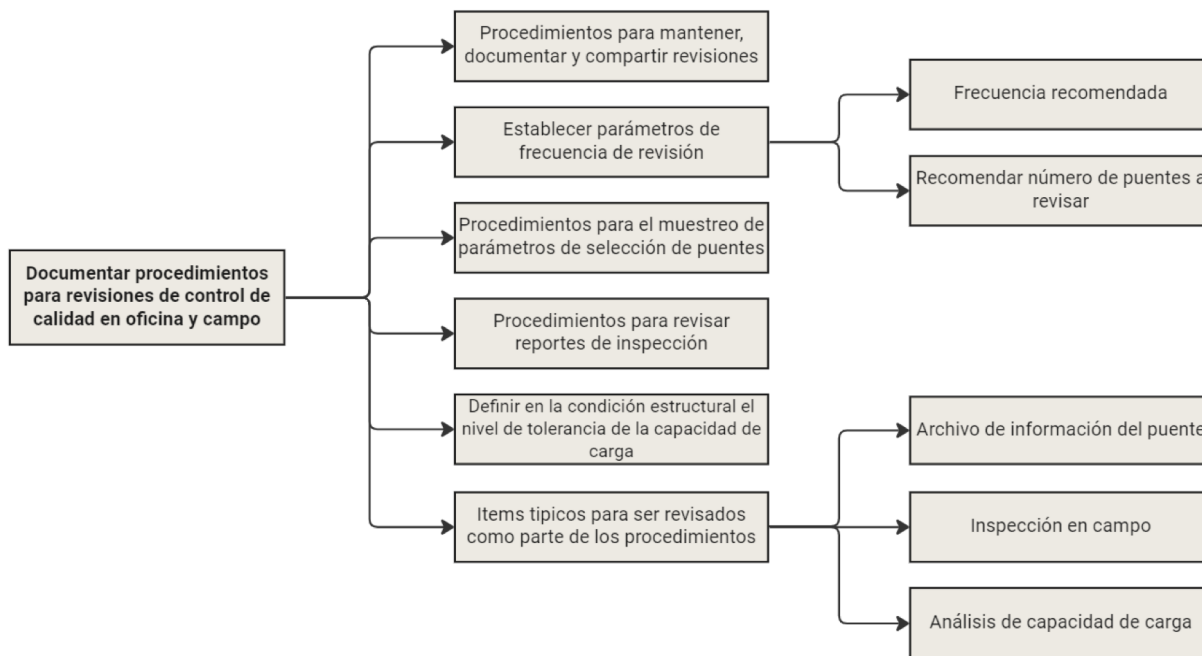 Documentar procedimientos
para revisiones de control de
calidad en oficina y campo
Procedimientos para mantener,
documentar y compartir revisiones
Establecer parámetros de
frecuencia de revisión
Frecuencia recomendada
Recomendar número de puentes a
revisar
Procedimientos para el muestreo de
parámetros de selección de puentes
Procedimientos para revisar
reportes de inspección
Definir en la condición estructural el
nivel de tolerancia de la capacidad de
carga
Items tipicos para ser revisados
como parte de los procedimientos
Archivo de información del puente
Inspección en campo
Análisis de capacidad de carga